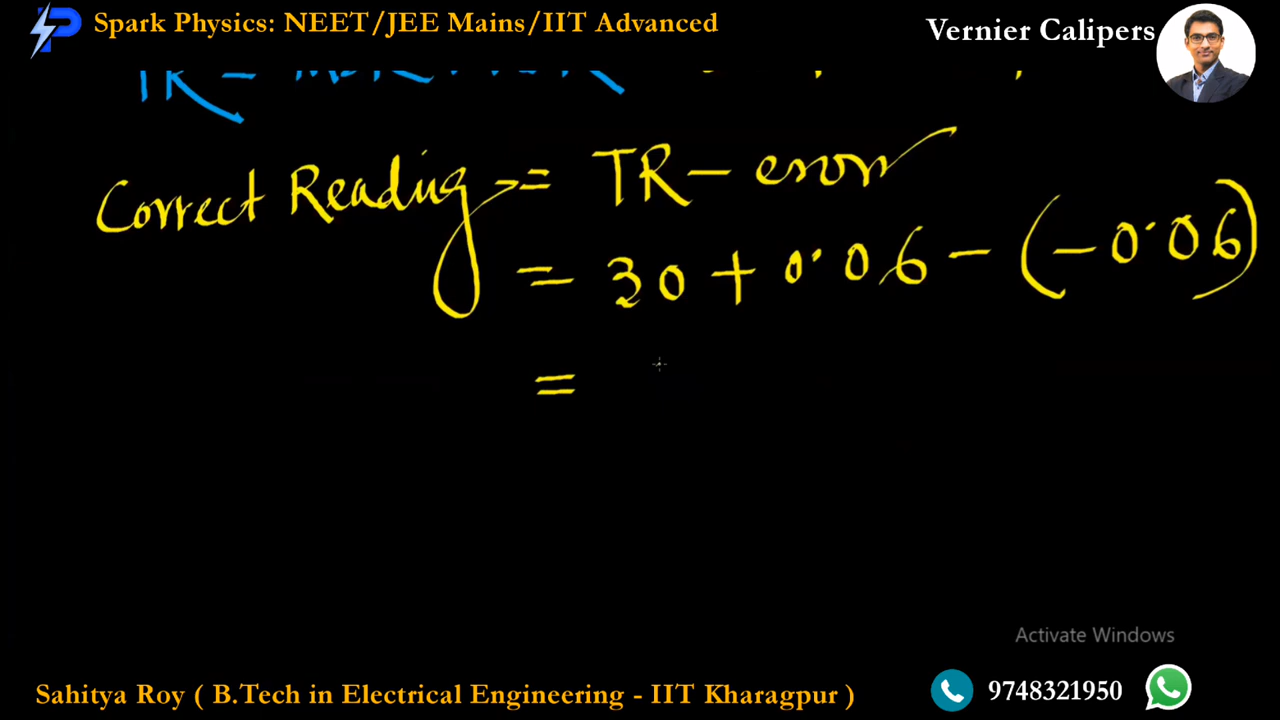 Spark Physics: NEET/JEE Mains/IIT Advanced
Vernier Calipers
TR =
Correct Reading = TR - error
= 30 + 0.06 - (-0.06)
=
Activate Windows
Sahitya Roy ( B.Tech in Electrical Engineering - IIT Kharagpur )
9748321950